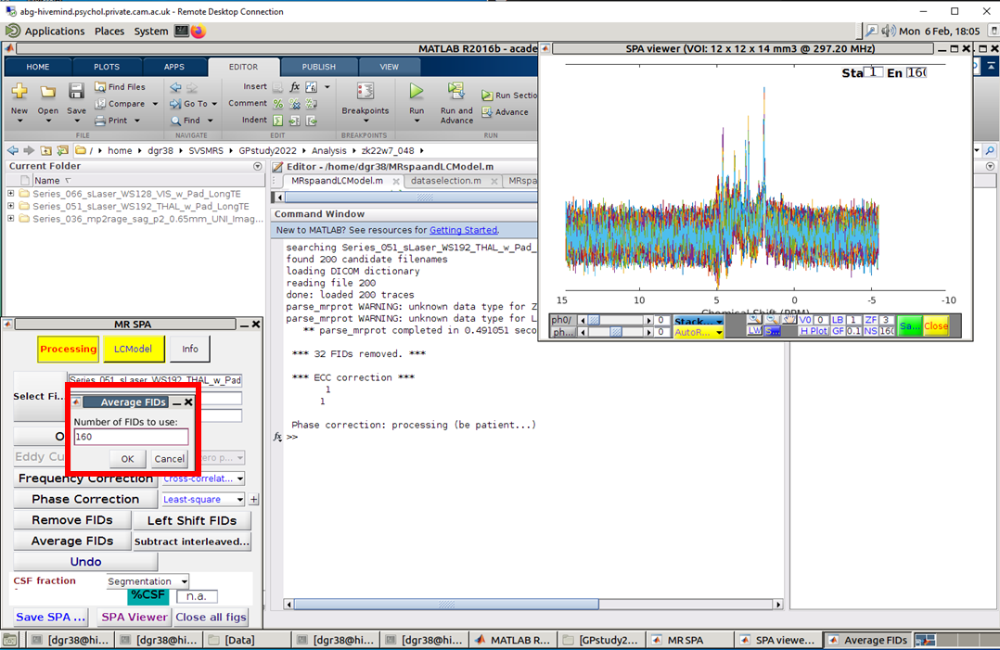 abg-hivemind.psychol.private.cam.ac.uk - Remote Desktop Connection
Applications Places System Mon 6 Feb, 18:05
MATLAB R2016b - acade
HOME PLOTS APPS EDITOR PUBLISH VIEW
New Open Save
Find Files
Compare
Print
Go To
Find
Insert
Comment
Indent
fx
Breakpoints
Run
Run and Advance
Run Sectio
Advance
FILE NAVIGATE EDIT BREAKPOINTS RUN
/ home dgr38 SVSMRS GPstudy2022 Analysis zk22w7_048
Current Folder
Name
Series_066_sLaser_WS128_VIS_w_Pad_LongTE
Series_051_sLaser_WS192_THAL_w_Pad_LongTE
Series_036_mp2rage_sag_p2_0.65mm_UNI_Imag...
Editor - /home/dgr38/MRspaandLCModel.m
MRspaandLCModel.m dataselection.m MRspa
Command Window
New to MATLAB? See resources for Getting Started.
searching Series_051_sLaser_WS192_THAL_w_Pad_
found 200 candidate filenames
loading DICOM dictionary
reading file 200
done: loaded 200 traces
parse_mrprot WARNING: unknown data type for Z
parse_mrprot WARNING: unknown data type for L
** parse_mrprot completed in 0.491051 seco
*** 32 FIDs removed. ***
*** ECC correction ***
1
1
Phase correction: processing (be patient...)
fx >>
SPA viewer (VOI: 12 x 12 x 14 mm3 @ 297.20 MHz)
Sta 1 En 160
15 10 5 0 -5 -10
Chemical Shift (PPM)
ph0/ 0 Stack... V0 0 LB 1 ZF 3 Sa... Close
ph... 0 AutoR... LW H Plot GF 0.1 NS 160
MR SPA
Processing LCModel Info
Select Fi... Series_051_sLaser_WS192_THAL_w_Pad
O
Eddy Cu ero p...
Average FIDs
Number of FIDs to use:
160
OK Cancel
Frequency Correction Cross-correlat...
Phase Correction Least-square +
Remove FIDs Left Shift FIDs
Average FIDs Subtract interleaved...
Undo
CSF fraction Segmentation
%CSF n.a.
Save SPA ... SPA Viewer Close all figs
[dgr38@hi... [dgr38@hi... [Data] [dgr38@hi... [dgr38@hi... MATLAB R... [GPstudy2... MR SPA SPA viewe... Average FIDs